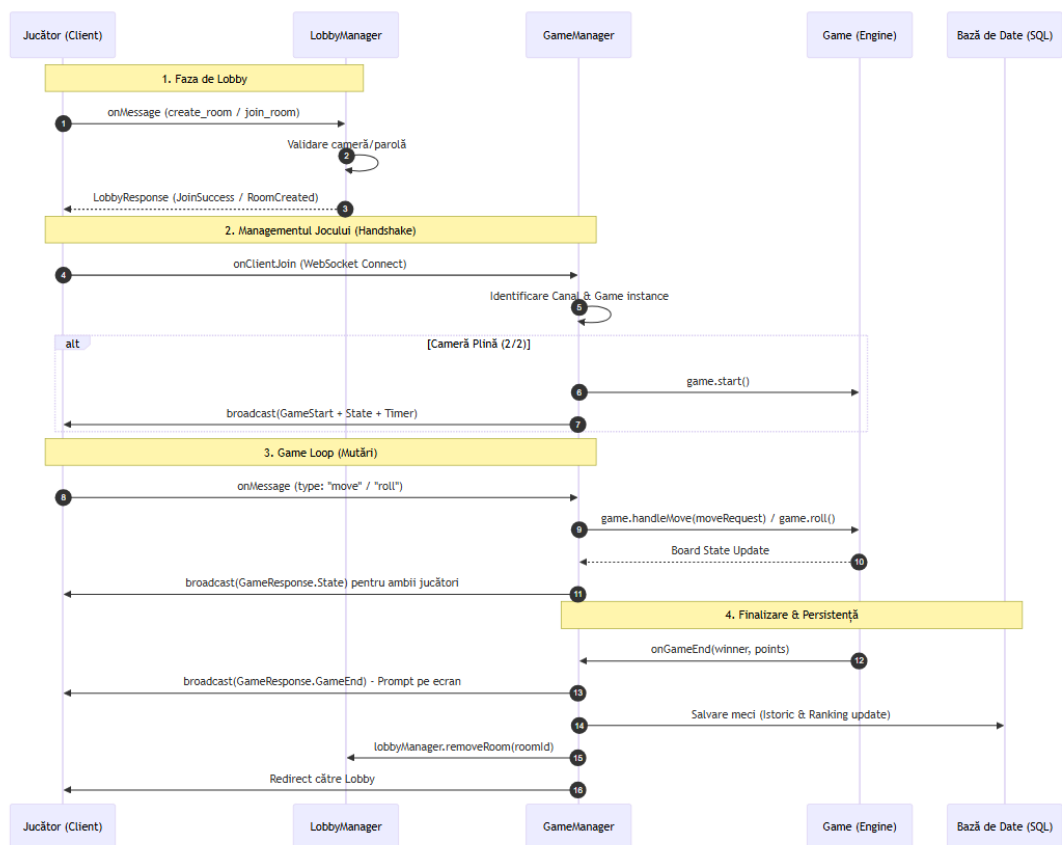 Jucător (Client)
LobbyManager
GameManager
Game (Engine)
Bază de Date (SQL)
1. Faza de Lobby
onMessage (create_room / join_room)
1
Validare cameră/parolă
2
LobbyResponse (JoinSuccess / RoomCreated)
3
2. Managementul Jocului (Handshake)
onClientJoin (WebSocket Connect)
4
Identificare Canal & Game instance
5
alt
[Cameră Plină (2/2)]
game.start()
6
broadcast(GameStart + State + Timer)
7
3. Game Loop (Mutări)
onMessage (type: "move" / "roll")
8
game.handleMove(moveRequest) / game.roll()
9
Board State Update
10
broadcast(GameResponse.State) pentru ambii jucători
11
4. Finalizare & Persistență
onGameEnd(winner, points)
12
broadcast(GameResponse.GameEnd) - Prompt pe ecran
13
Salvare meci (Istoric & Ranking update)
14
lobbyManager.removeRoom(roomId)
15
Redirect către Lobby
16
Jucător (Client)
LobbyManager
GameManager
Game (Engine)
Bază de Date (SQL)